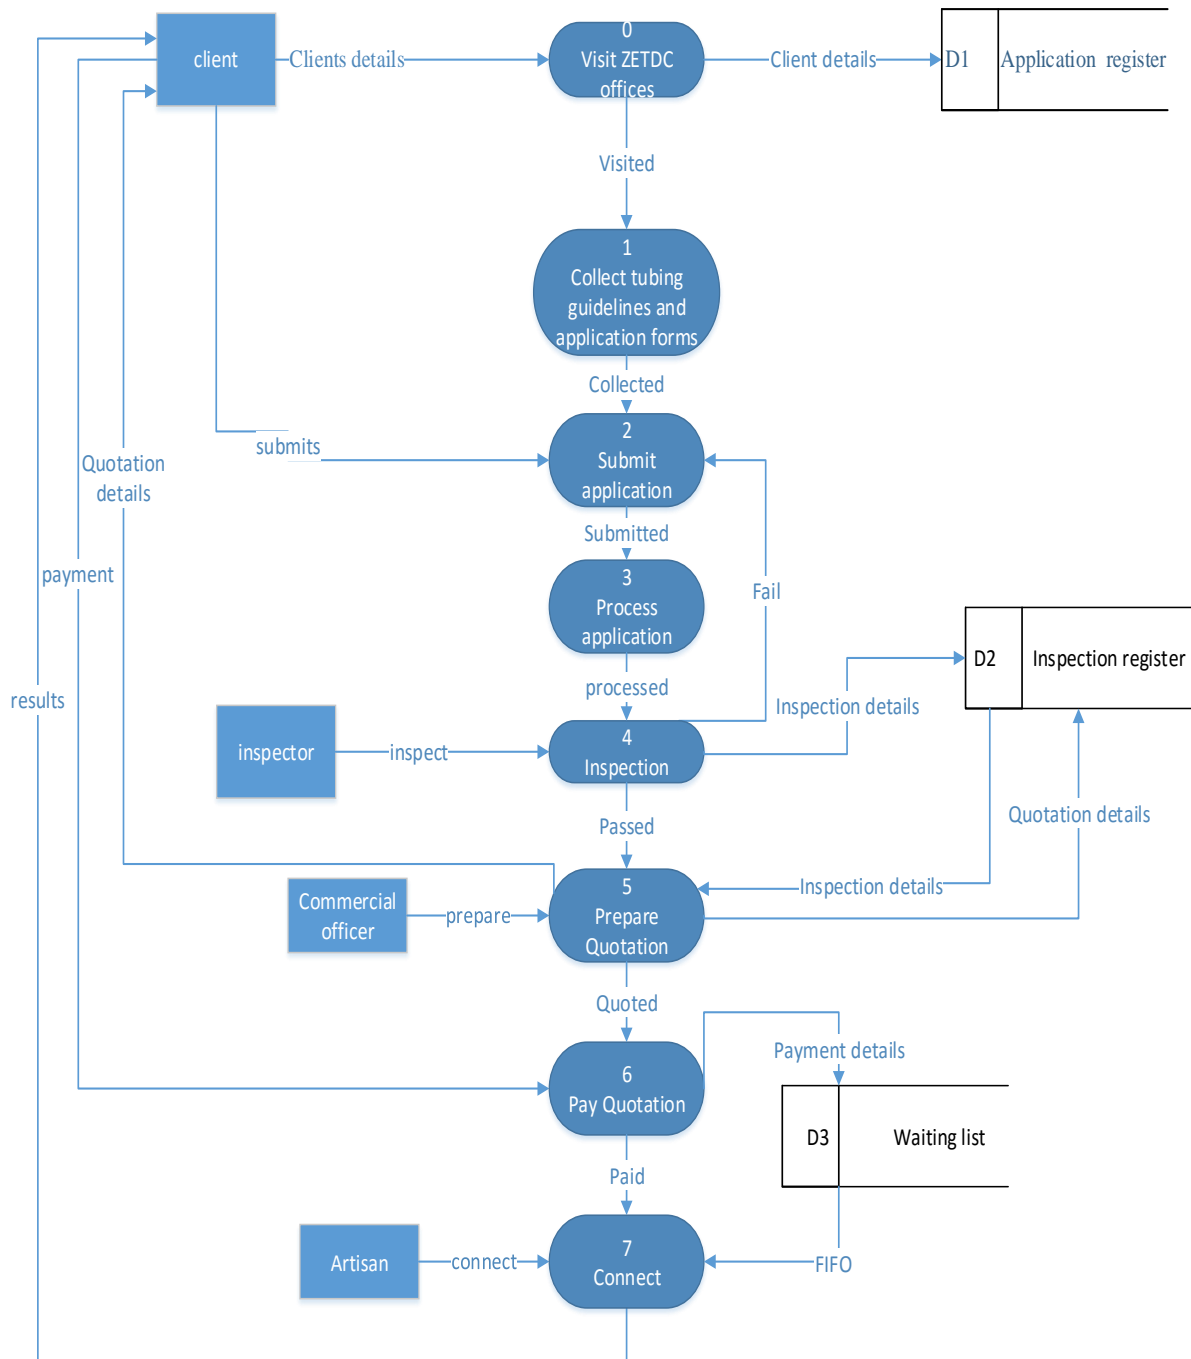 client
Clients details
0
Visit ZETDC
offices
Client details
D1
Application register
Visited
1
Collect tubing
guidelines and
application forms
Collected
submits
2
Submit
application
Quotation
details
Submitted
payment
3
Process
application
Fail
results
processed
D2
Inspection register
Inspection details
inspector
inspect
4
Inspection
Passed
Quotation details
Commercial
officer
prepare
5
Prepare
Quotation
Inspection details
Quoted
6
Pay Quotation
Payment details
D3
Waiting list
Paid
Artisan
connect
7
Connect
FIFO